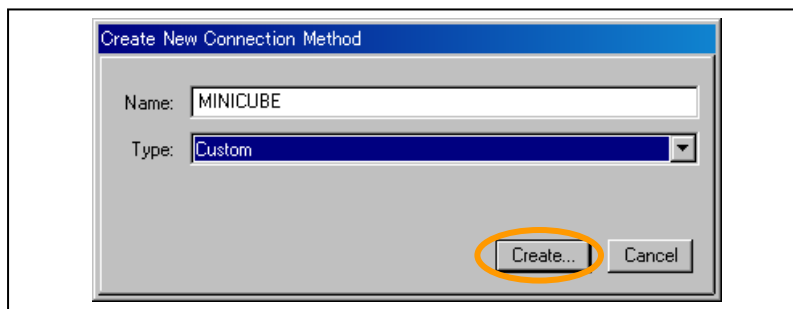 Create New Connection Method
Name: MINICUBE
Type: Custom
Create... Cancel